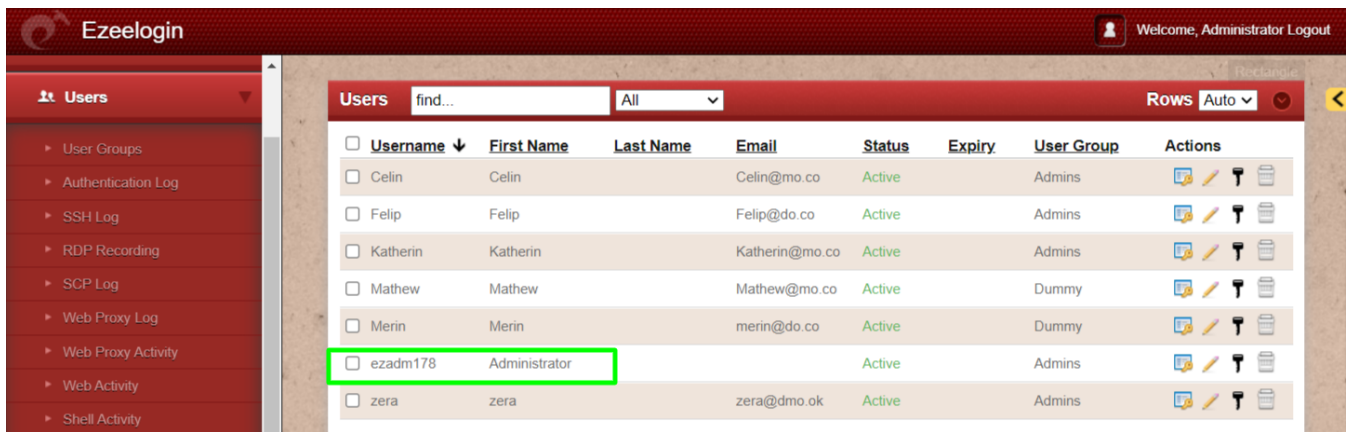 Ezeelogin
Welcome, Administrator Logout
Rectangle
Users
User Groups
Authentication Log
SSH Log
RDP Recording
SCP Log
Web Proxy Log
Web Proxy Activity
Web Activity
Shell Activity
Users find... All Rows Auto
Username First Name Last Name Email Status Expiry User Group Actions
Celin Celin Celin@mo.co Active Admins
Felip Felip Felip@do.co Active Admins
Katherin Katherin Katherin@mo.co Active Admins
Mathew Mathew Mathew@mo.co Active Dummy
Merin Merin merin@do.co Active Dummy
ezadm178 Administrator Active Admins
zera zera zera@dmo.ok Active Admins